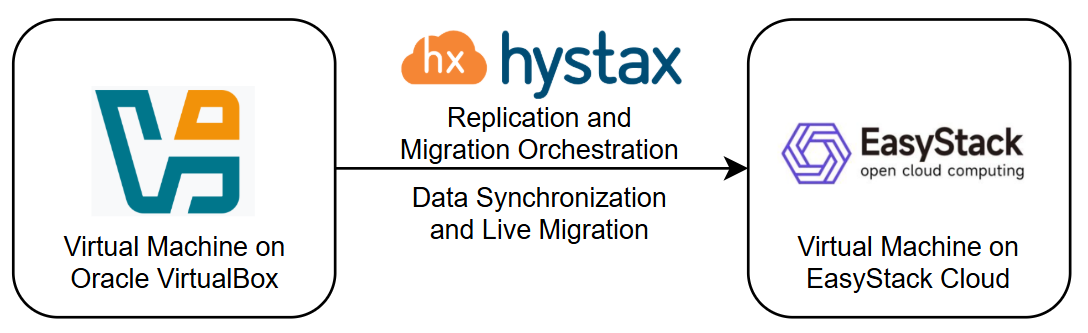 hx hystax
Replication and
Migration Orchestration
Data Synchronization
and Live Migration
Virtual Machine on
Oracle VirtualBox
EasyStack
open cloud computing
Virtual Machine on
EasyStack Cloud